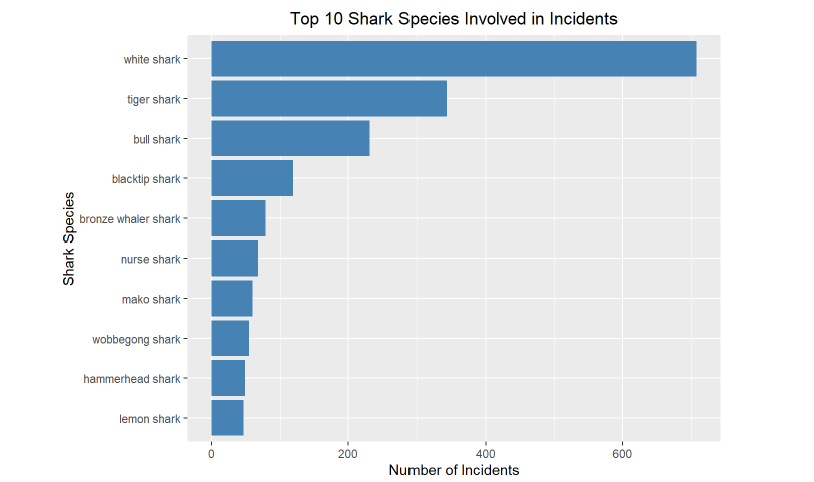 Top 10 Shark Species Involved in Incidents
Shark Species
white shark
tiger shark
bull shark
blacktip shark
bronze whaler shark
nurse shark
mako shark
wobbegong shark
hammerhead shark
lemon shark
0
200
400
600
Number of Incidents